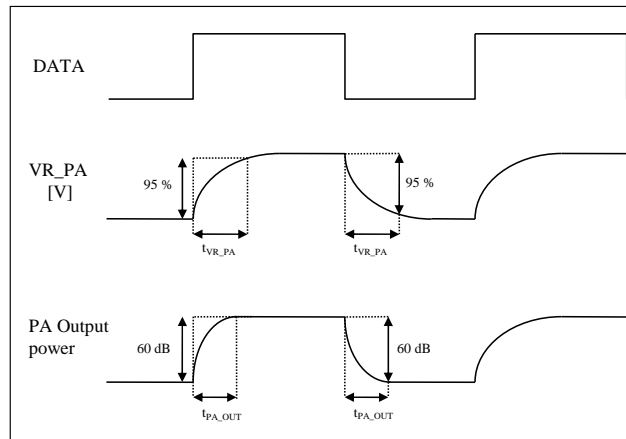 DATA
VR_PA
[V]
95 %
95 %
tVR_PA
tVR_PA
PA Output
power
60 dB
60 dB
tPA_OUT
tPA_OUT